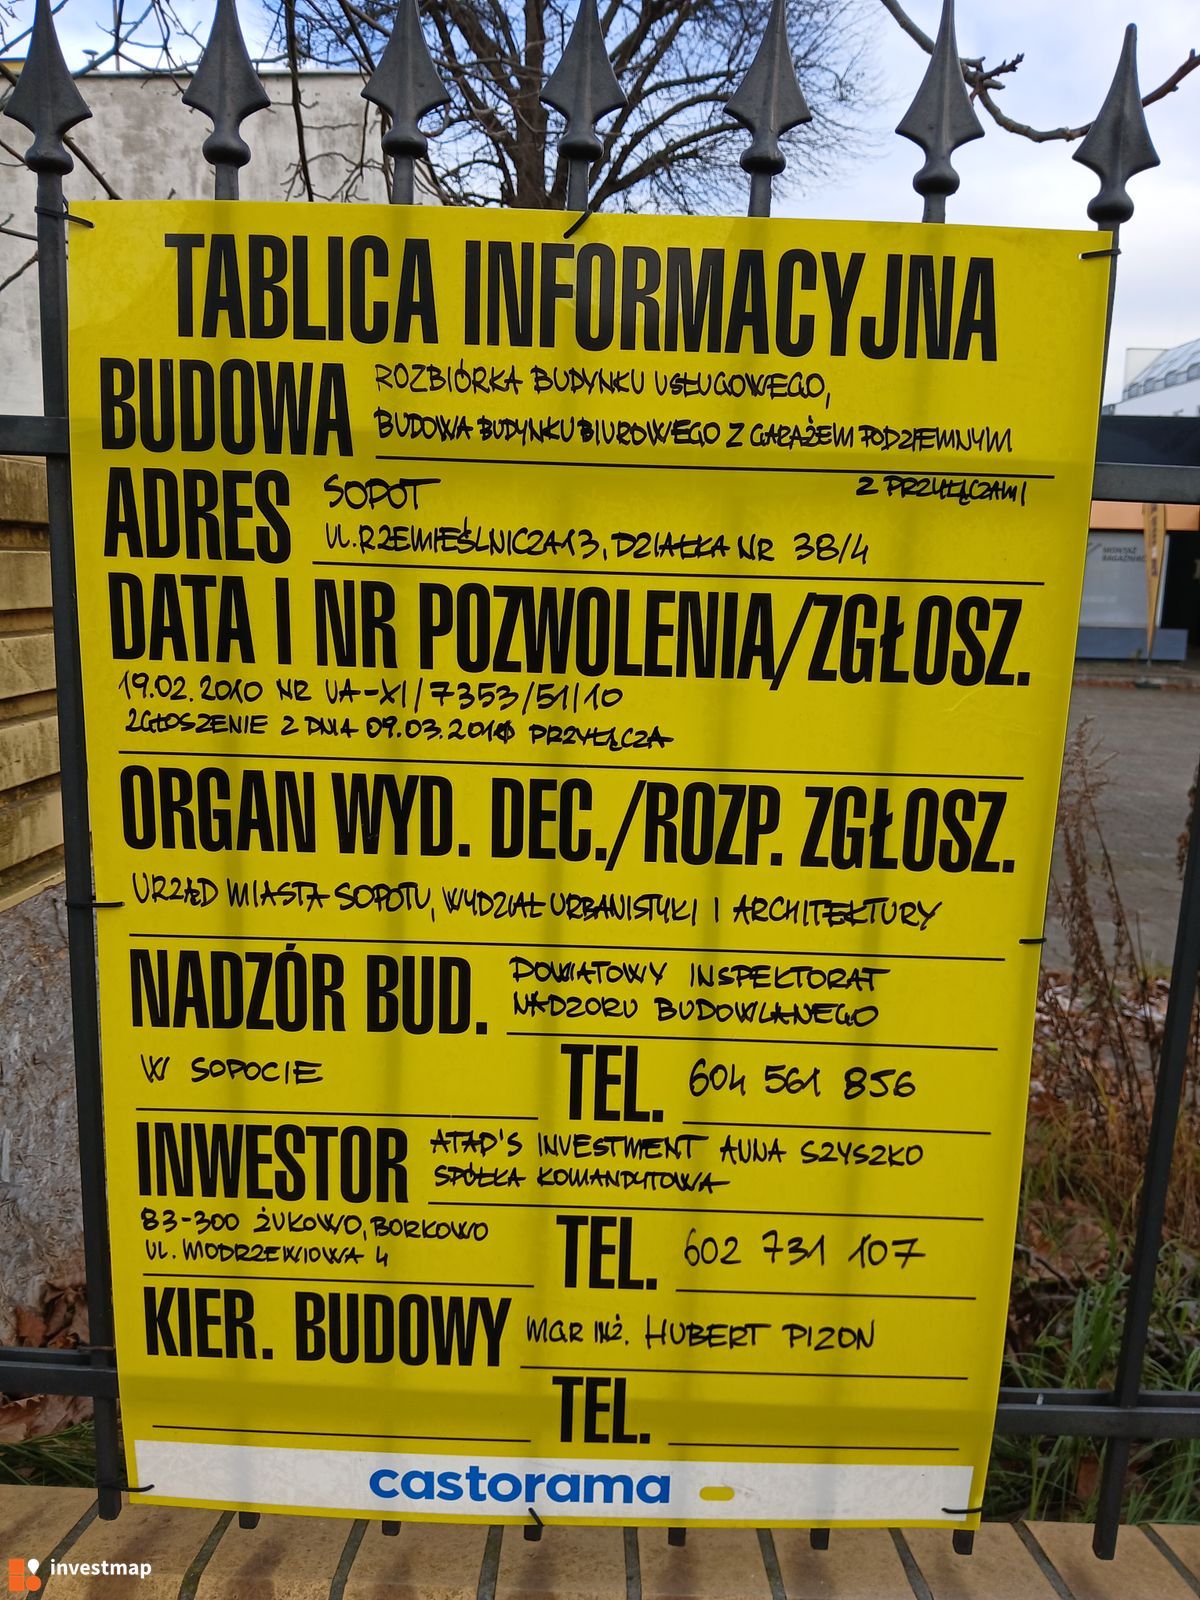 TABLICA INFORMACYJNA
BUDOWA ROZBIÓRKA BUDYNKU USŁUGOWEGO,
BUDOWA BUDYNKU BIUROWEGO Z GARAŻEM PODZIEMNYM
Z PRZYŁĄCZAMI
ADRES SOPOT
UL. RZEMIEŚLNICZA 13, DZIAŁKA NR 38/4
DATA I NR POZWOLENIA/ZGŁOSZ.
19.02.2010 NR UA-XI/7353/51/10
ZGŁOSZENIE Z DNIA 09.03.2010 PRZYŁĄCZA
ORGAN WYD. DEC./ROZP. ZGŁOSZ.
URZĄD MIASTA SOPOTU, WYDZIAŁ URBANISTYKI I ARCHITEKTURY
NADZÓR BUD. POWIATOWY INSPEKTORAT
NADZORU BUDOWLANEGO
W SOPOCIE TEL. 604 561 856
INWESTOR ATAD'S INVESTMENT ANNA SZYSZKO
SPÓŁKA KOMANDYTOWA
83-300 ŻUKOWO, BORKOWO
UL. MODRZEWIOWA 4 TEL. 602 731 107
KIER. BUDOWY MGR INŻ. HUBERT PIZON
TEL.
castorama
investmap